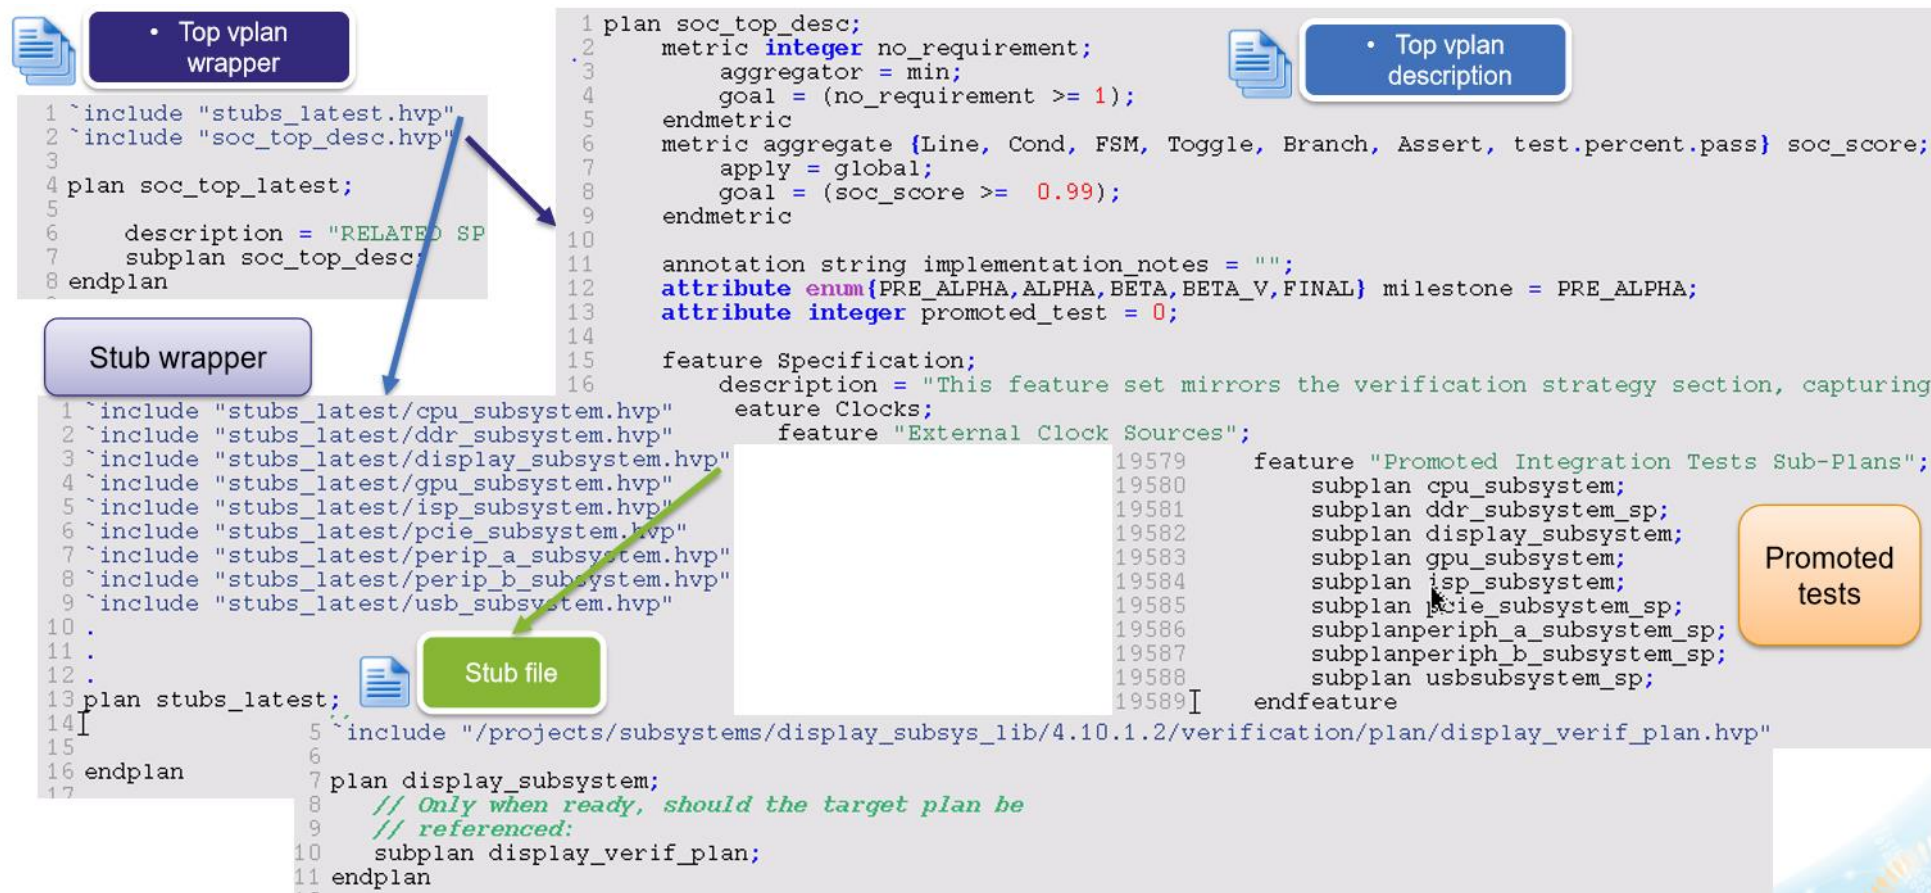 • Top vplan
wrapper
1 `include "stubs_latest.hvp"
2 `include "soc_top_desc.hvp"
3
4 plan soc_top_latest;
5
6 description = "RELATED SP
7 subplan soc_top_desc;
8 endplan
• Top vplan
description
1 plan soc_top_desc;
2 metric integer no_requirement;
3 aggregator = min;
4 goal = (no_requirement >= 1);
5 endmetric
6 metric aggregate {Line, Cond, FSM, Toggle, Branch, Assert, test.percent.pass} soc_score;
7 apply = global;
8 goal = (soc_score >= 0.99);
9 endmetric
10
11 annotation string implementation_notes = "";
12 attribute enum{PRE_ALPHA,ALPHA,BETA,BETA_V,FINAL} milestone = PRE_ALPHA;
13 attribute integer promoted_test = 0;
14
15 feature Specification;
16 description = "This feature set mirrors the verification strategy section, capturing
eature Clocks;
feature "External Clock Sources";
Stub wrapper
1 `include "stubs_latest/cpu_subsystem.hvp"
2 `include "stubs_latest/ddr_subsystem.hvp"
3 `include "stubs_latest/display_subsystem.hvp"
4 `include "stubs_latest/gpu_subsystem.hvp"
5 `include "stubs_latest/isp_subsystem.hvp"
6 `include "stubs_latest/pcie_subsystem.hvp"
7 `include "stubs_latest/perip_a_subsystem.hvp"
8 `include "stubs_latest/perip_b_subsystem.hvp"
9 `include "stubs_latest/usb_subsystem.hvp"
10 .
11 .
12 .
13 plan stubs_latest;
14
15
16 endplan
17
19579 feature "Promoted Integration Tests Sub-Plans";
19580 subplan cpu_subsystem;
19581 subplan ddr_subsystem_sp;
19582 subplan display_subsystem;
19583 subplan gpu_subsystem;
19584 subplan isp_subsystem;
19585 subplan pcie_subsystem_sp;
19586 subplanperiph_a_subsystem_sp;
19587 subplanperiph_b_subsystem_sp;
19588 subplan usbsubsystem_sp;
19589 endfeature
Promoted
tests
Stub file
5 `include "/projects/subsystems/display_subsys_lib/4.10.1.2/verification/plan/display_verif_plan.hvp"
6
7 plan display_subsystem;
8 // Only when ready, should the target plan be
9 // referenced:
10 subplan display_verif_plan;
11 endplan